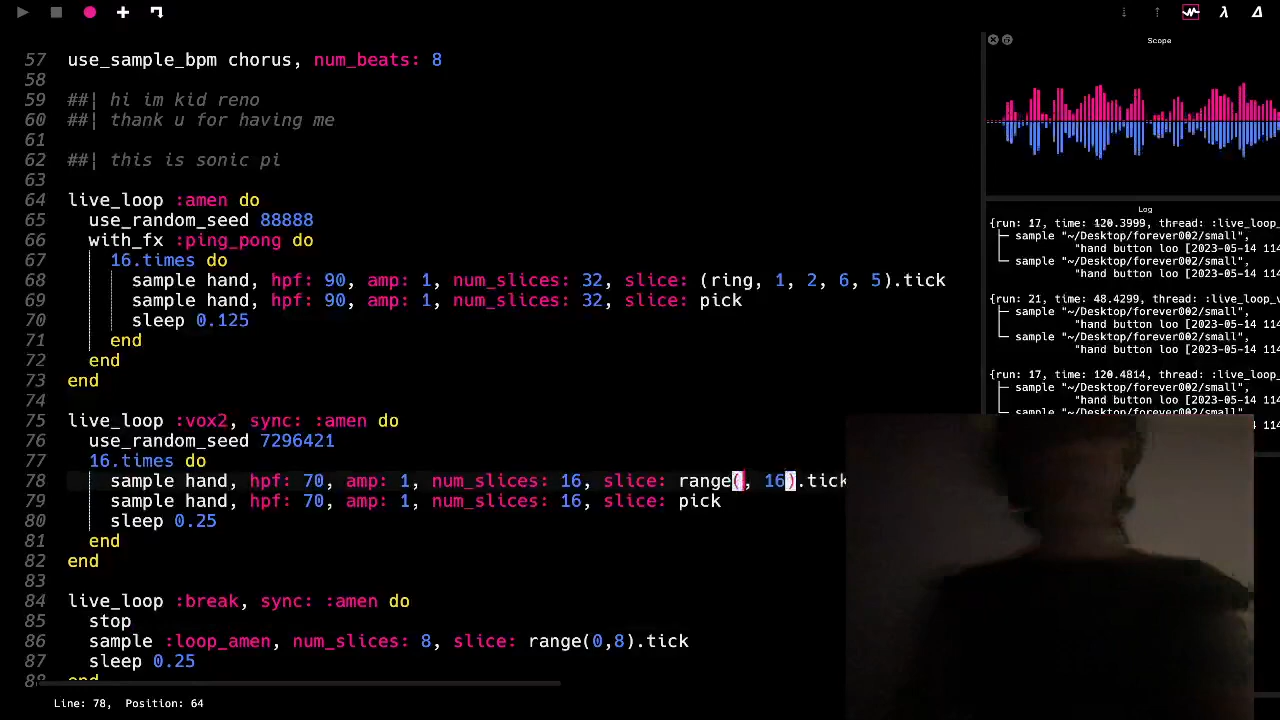 Scope
57 use_sample_bpm chorus, num_beats: 8
58
59 ##| hi im kid reno
60 ##| thank u for having me
61
62 ##| this is sonic pi
63
64 live_loop :amen do
65 use_random_seed 88888
66 with_fx :ping_pong do
67 16.times do
68 sample hand, hpf: 90, amp: 1, num_slices: 32, slice: (ring, 1, 2, 6, 5).tick
69 sample hand, hpf: 90, amp: 1, num_slices: 32, slice: pick
70 sleep 0.125
71 end
72 end
73 end
74
75 live_loop :vox2, sync: :amen do
76 use_random_seed 7296421
77 16.times do
78 sample hand, hpf: 70, amp: 1, num_slices: 16, slice: range(, 16).tick
79 sample hand, hpf: 70, amp: 1, num_slices: 16, slice: pick
80 sleep 0.25
81 end
82 end
83
84 live_loop :break, sync: :amen do
85 stop
86 sample :loop_amen, num_slices: 8, slice: range(0,8).tick
87 sleep 0.25
88 end
Line: 78, Position: 64
Log
{run: 17, time: 120.3999, thread: :live_loop_
sample "~/Desktop/forever002/small",
"hand button loo [2023-05-14 114
sample "~/Desktop/forever002/small",
"hand button loo [2023-05-14 114
{run: 21, time: 48.4299, thread: :live_loop_v
sample "~/Desktop/forever002/small",
"hand button loo [2023-05-14 114
sample "~/Desktop/forever002/small",
"hand button loo [2023-05-14 114
{run: 17, time: 120.4814, thread: :live_loop_
sample "~/Desktop/forever002/small",
"hand button loo [2023-05-14 114